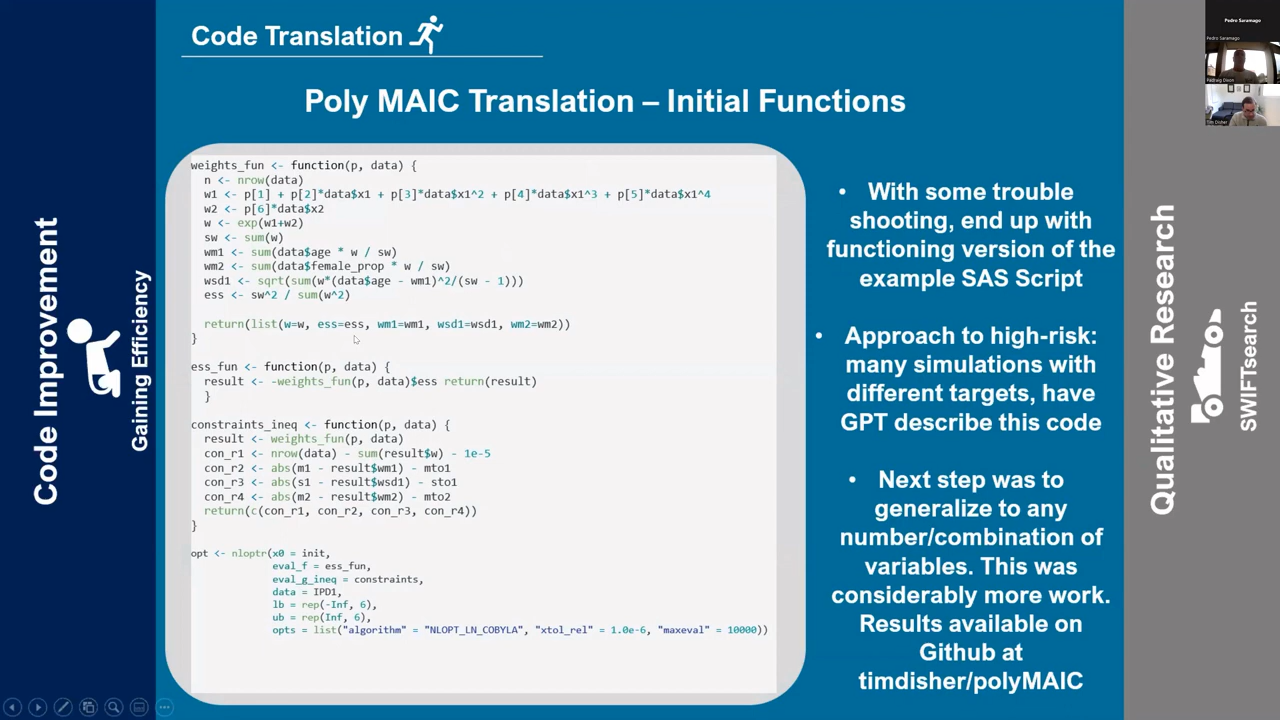 Code Translation
Poly MAIC Translation – Initial Functions
weights_fun <- function(p, data) {
n <- nrow(data)
w1 <- p[1] + p[2]*data$x1 + p[3]*data$x1^2 + p[4]*data$x1^3 + p[5]*data$x1^4
w2 <- p[6]*data$x2
w <- exp(w1+w2)
sw <- sum(w)
wm1 <- sum(data$age * w / sw)
wm2 <- sum(data$female_prop * w / sw)
wsd1 <- sqrt(sum(w*(data$age - wm1)^2/(sw - 1)))
ess <- sw^2 / sum(w^2)
return(list(w=w, ess=ess, wm1=wm1, wsd1=wsd1, wm2=wm2))
}
ess_fun <- function(p, data) {
result <- -weights_fun(p, data)$ess return(result)
}
constraints_ineq <- function(p, data) {
result <- weights_fun(p, data)
con_r1 <- nrow(data) - sum(result$w) - 1e-5
con_r2 <- abs(m1 - result$wm1) - mto1
con_r3 <- abs(s1 - result$wsd1) - sto1
con_r4 <- abs(m2 - result$wm2) - mto2
return(c(con_r1, con_r2, con_r3, con_r4))
}
opt <- nloptr(x0 = init,
eval_f = ess_fun,
eval_g_ineq = constraints,
data = IPD1,
lb = rep(-Inf, 6),
ub = rep(Inf, 6),
opts = list("algorithm" = "NLOPT_LN_COBYLA", "xtol_rel" = 1.0e-6, "maxeval" = 10000))
• With some trouble
shooting, end up with
functioning version of the
example SAS Script
• Approach to high-risk:
many simulations with
different targets, have
GPT describe this code
• Next step was to
generalize to any
number/combination of
variables. This was
considerably more work.
Results available on
Github at
timdisher/polyMAIC
Code Improvement
Gaining Efficiency
Qualitative Research
SWIFTsearch
Pedro Saramago
Pedro Saramago
Padraig Dixon
Tim Disher